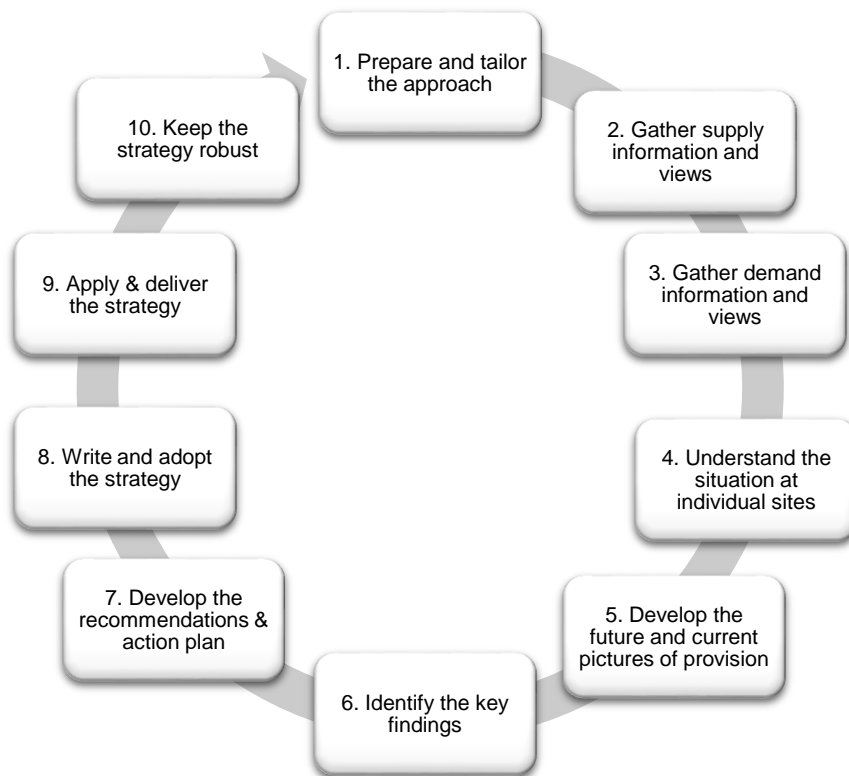 1. Prepare and tailor
the approach
2. Gather supply
information and
views
3. Gather demand
information and
views
4. Understand the
situation at
individual sites
5. Develop the
future and current
pictures of provision
6. Identify the key
findings
7. Develop the
recommendations &
action plan
8. Write and adopt
the strategy
9. Apply & deliver
the strategy
10. Keep the
strategy robust